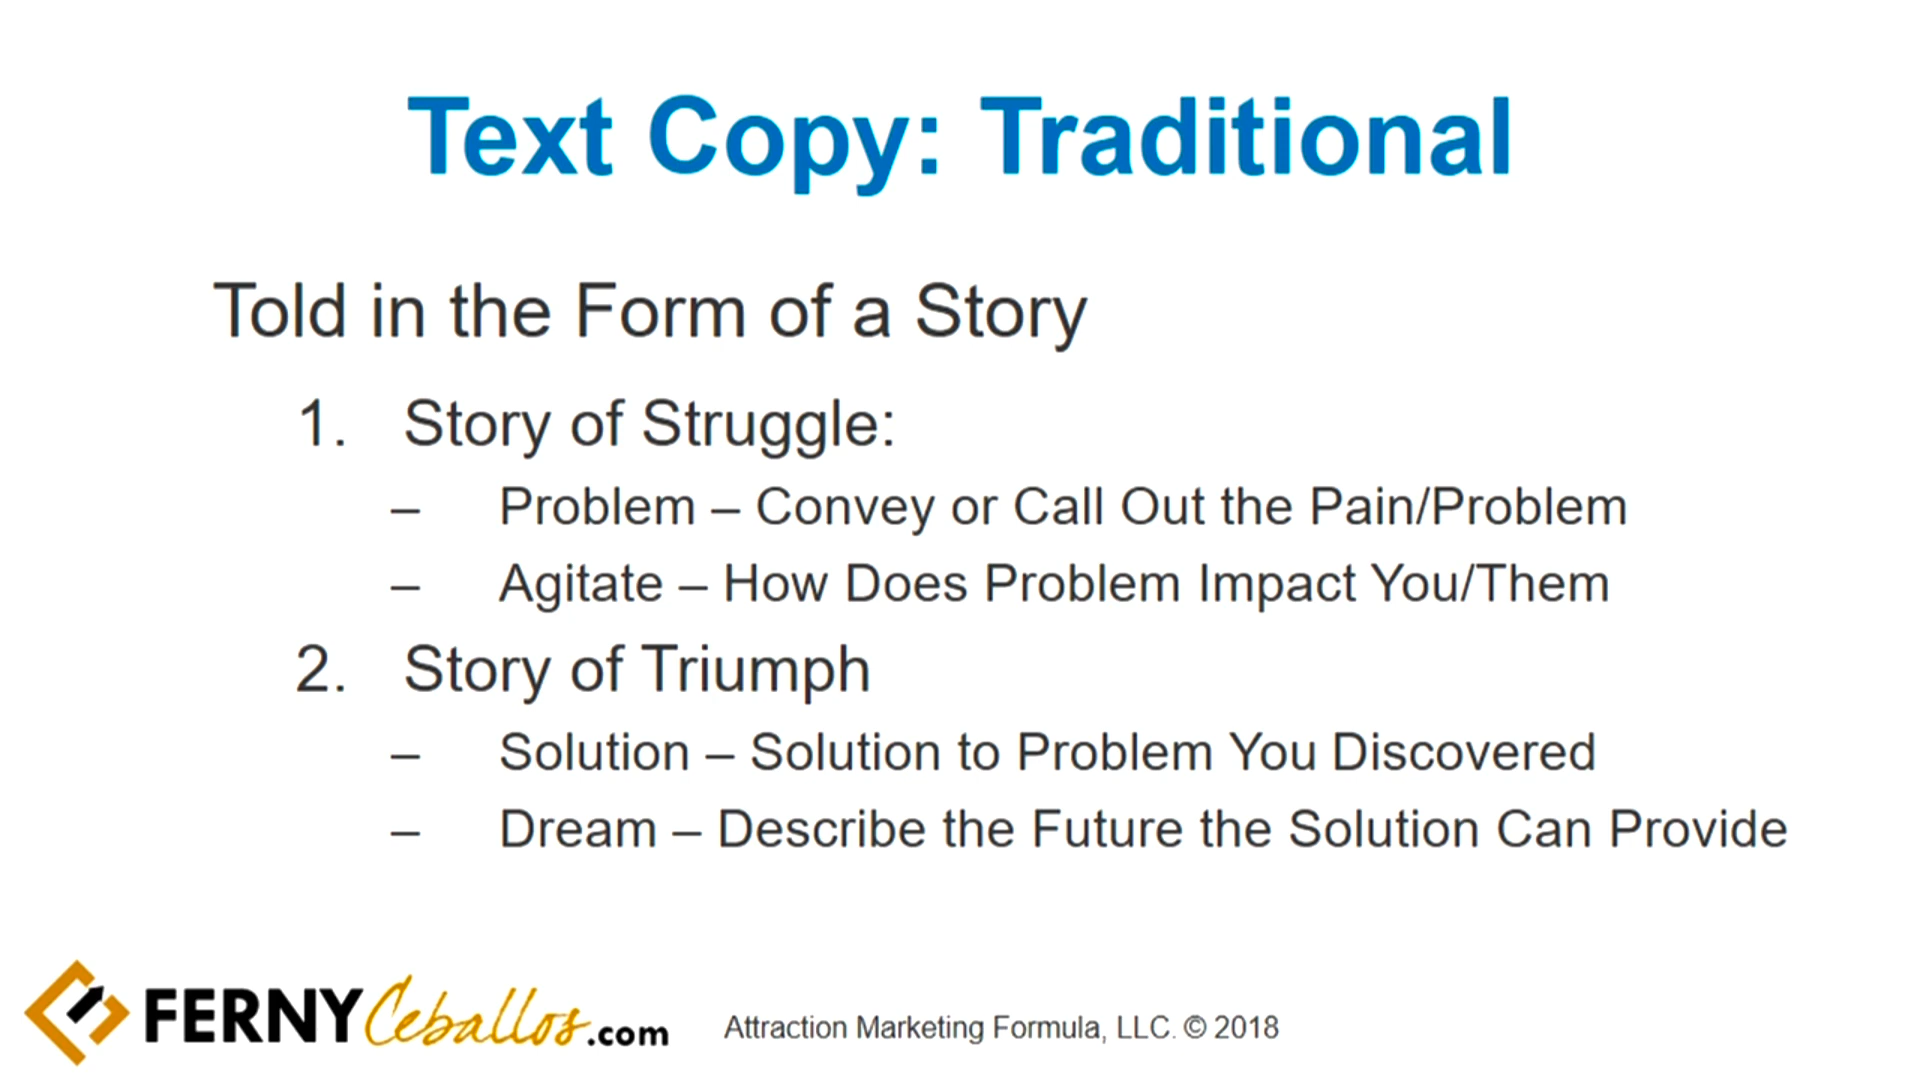 Text Copy: Traditional
Told in the Form of a Story
1. Story of Struggle:
– Problem – Convey or Call Out the Pain/Problem
– Agitate – How Does Problem Impact You/Them
2. Story of Triumph
– Solution – Solution to Problem You Discovered
– Dream – Describe the Future the Solution Can Provide
FERNYCeballos.com
Attraction Marketing Formula, LLC. © 2018